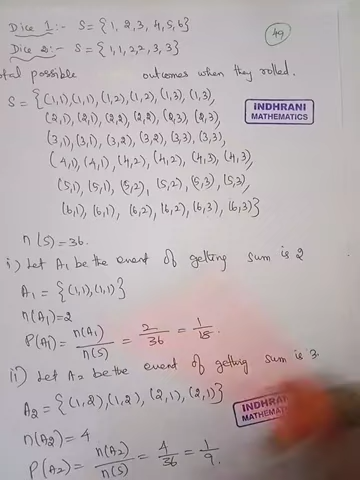 49
Dice 1:- S = {1, 2, 3, 4, 5, 6}
Dice 2:- S = {1, 1, 2, 2, 3, 3}
total possible outcomes when they rolled.
S = {(1,1), (1,1), (1,2), (1,2), (1,3), (1,3),
(2,1), (2,1), (2,2), (2,2), (2,3), (2,3),
(3,1), (3,1), (3,2), (3,2), (3,3), (3,3),
(4,1), (4,1), (4,2), (4,2), (4,3), (4,3),
(5,1), (5,1), (5,2), (5,2), (5,3), (5,3),
(6,1), (6,1), (6,2), (6,2), (6,3), (6,3)}
INDHRANI
MATHEMATICS
n(S) = 36.
i) Let A1 be the event of getting sum is 2
A1 = {(1,1), (1,1)}
n(A1) = 2
P(A1) = n(A1)/n(S) = 2/36 = 1/18.
ii) Let A2 be the event of getting sum is 3.
A2 = {(1,2), (1,2), (2,1), (2,1)}
INDHRANI
MATHEMATICS
n(A2) = 4
P(A2) = n(A2)/n(S) = 4/36 = 1/9.